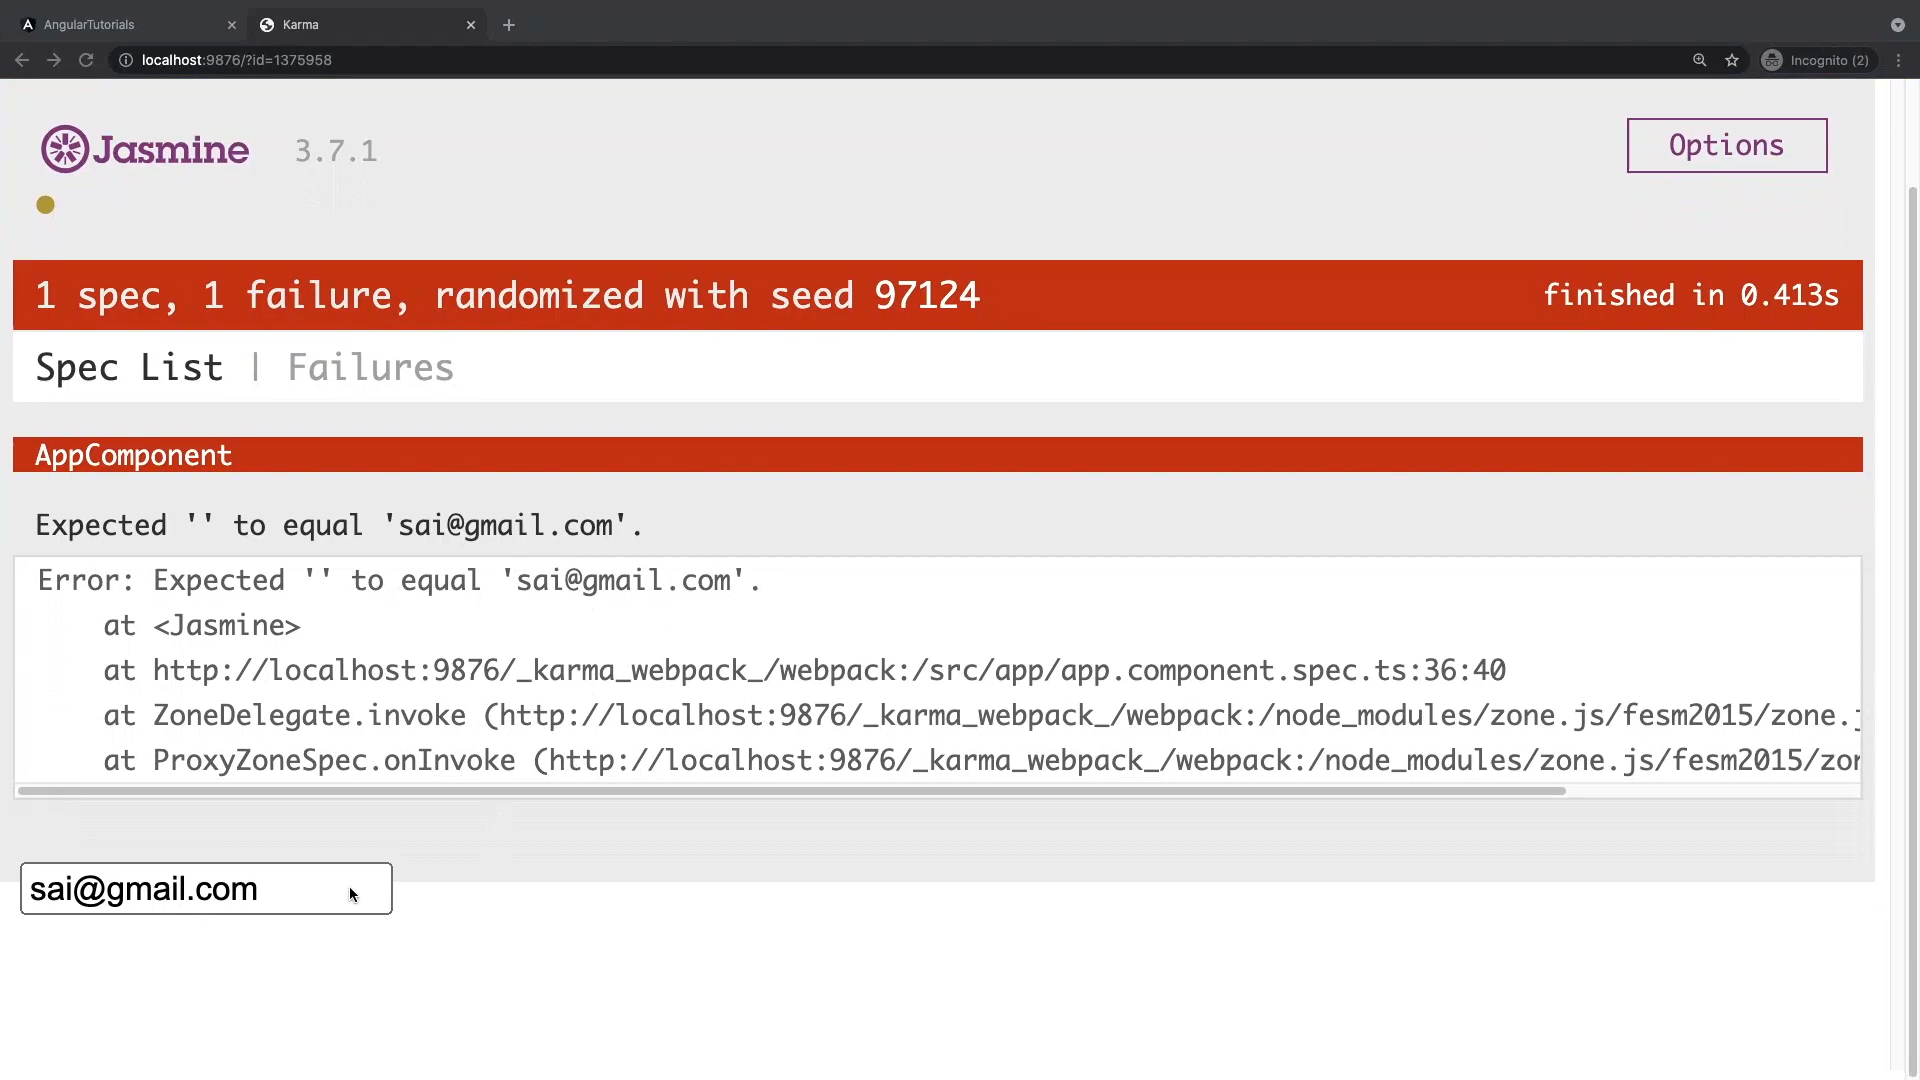 AngularTutorials
Karma
localhost:9876/?id=1375958
Incognito (2)
Jasmine 3.7.1
Options
1 spec, 1 failure, randomized with seed 97124
finished in 0.413s
Spec List | Failures
AppComponent
Expected '' to equal 'sai@gmail.com'.
Error: Expected '' to equal 'sai@gmail.com'.
at <Jasmine>
at http://localhost:9876/_karma_webpack_/webpack:/src/app/app.component.spec.ts:36:40
at ZoneDelegate.invoke (http://localhost:9876/_karma_webpack_/webpack:/node_modules/zone.js/fesm2015/zone.j
at ProxyZoneSpec.onInvoke (http://localhost:9876/_karma_webpack_/webpack:/node_modules/zone.js/fesm2015/zon
sai@gmail.com